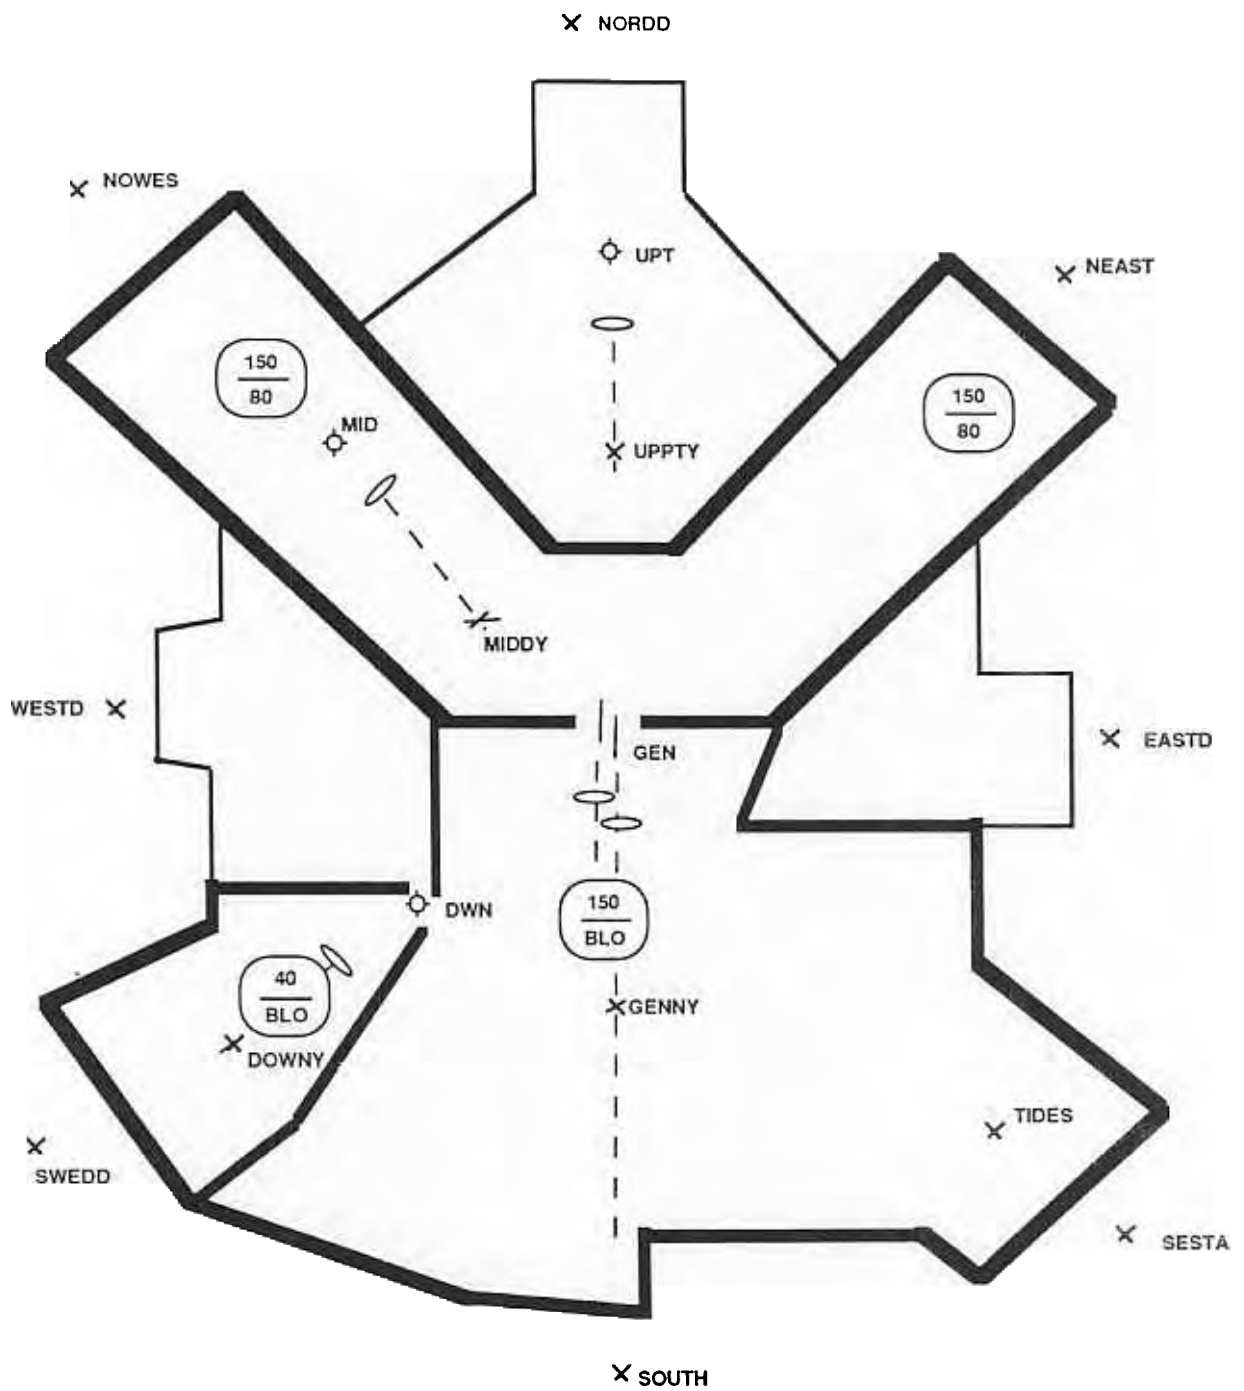 NORDD
NOWES
UPT
NEAST
150
80
150
80
MID
UPPTY
MIDDY
WESTD
GEN
EASTD
150
BLO
DWN
40
BLO
GENNY
DOWNY
TIDES
SWEDD
SESTA
SOUTH